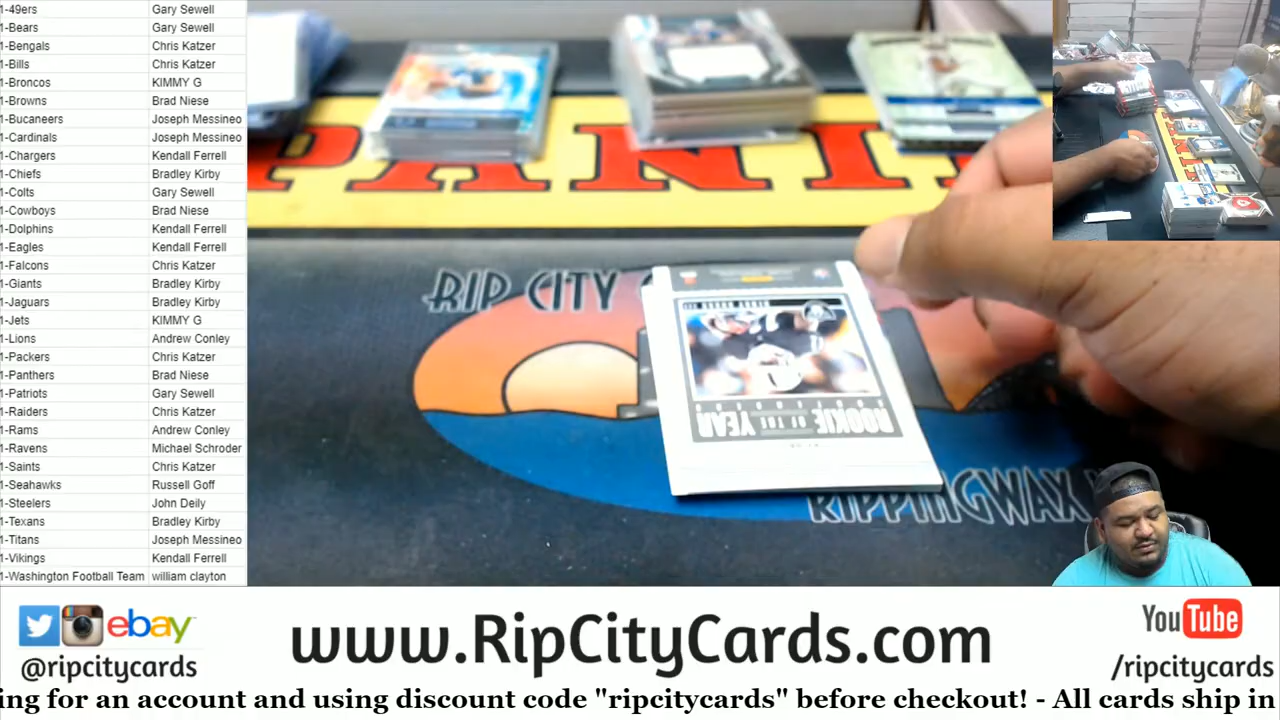 1-49ers Gary Sewell
1-Bears Gary Sewell
1-Bengals Chris Katzer
1-Bills Chris Katzer
1-Broncos KIMMY G
1-Browns Brad Niese
1-Bucaneers Joseph Messineo
1-Cardinals Joseph Messineo
1-Chargers Kendall Ferrell
1-Chiefs Bradley Kirby
1-Colts Gary Sewell
1-Cowboys Brad Niese
1-Dolphins Kendall Ferrell
1-Eagles Kendall Ferrell
1-Falcons Chris Katzer
1-Giants Bradley Kirby
1-Jaguars Bradley Kirby
1-Jets KIMMY G
1-Lions Andrew Conley
1-Packers Chris Katzer
1-Panthers Brad Niese
1-Patriots Gary Sewell
1-Raiders Chris Katzer
1-Rams Andrew Conley
1-Ravens Michael Schroder
1-Saints Chris Katzer
1-Seahawks Russell Goff
1-Steelers John Deily
1-Texans Bradley Kirby
1-Titans Joseph Messineo
1-Vikings Kendall Ferrell
1-Washington Football Team william clayton
PANINI
RIP CITY
ROOKIE OF THE YEAR
RIPPINGWAX
ebay
@ripcitycards
www.RipCityCards.com
YouTube
/ripcitycards
ing for an account and using discount code "ripcitycards" before checkout! - All cards ship in